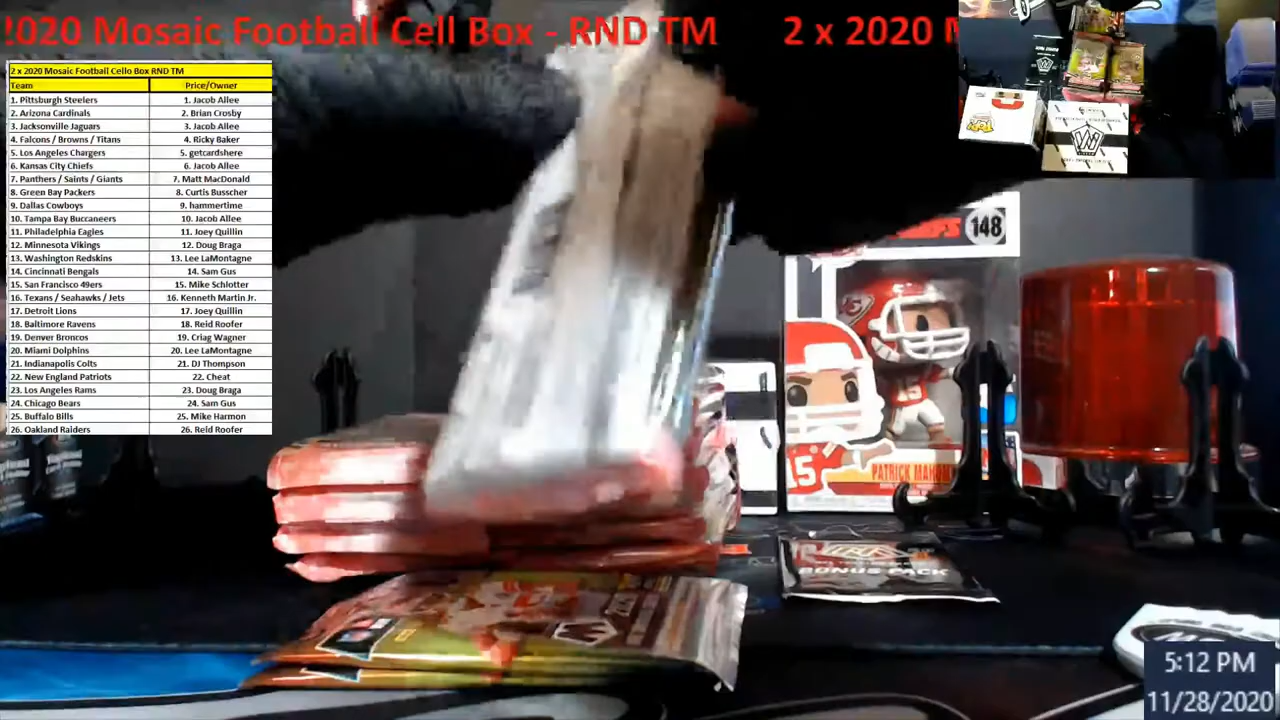 2020 Mosaic Football Cell Box - RND TM 2 x 2020 M
2 x 2020 Mosaic Football Cello Box RND TM
Team Price/Owner
1. Pittsburgh Steelers 1. Jacob Allee
2. Arizona Cardinals 2. Brian Crosby
3. Jacksonville Jaguars 3. Jacob Allee
4. Falcons / Browns / Titans 4. Ricky Baker
5. Los Angeles Chargers 5. getcardshere
6. Kansas City Chiefs 6. Jacob Allee
7. Panthers / Saints / Giants 7. Matt MacDonald
8. Green Bay Packers 8. Curtis Busscher
9. Dallas Cowboys 9. hammertime
10. Tampa Bay Buccaneers 10. Jacob Allee
11. Philadelphia Eagles 11. Joey Quillin
12. Minnesota Vikings 12. Doug Braga
13. Washington Redskins 13. Lee LaMontagne
14. Cincinnati Bengals 14. Sam Gus
15. San Francisco 49ers 15. Mike Schlotter
16. Texans / Seahawks / Jets 16. Kenneth Martin Jr.
17. Detroit Lions 17. Joey Quillin
18. Baltimore Ravens 18. Reid Roofer
19. Denver Broncos 19. Criag Wagner
20. Miami Dolphins 20. Lee LaMontagne
21. Indianapolis Colts 21. DJ Thompson
22. New England Patriots 22. Cheat
23. Los Angeles Rams 23. Doug Braga
24. Chicago Bears 24. Sam Gus
25. Buffalo Bills 25. Mike Harmon
26. Oakland Raiders 26. Reid Roofer
148
15
PATRICK MAHOM
BONUS PACK
5:12 PM
11/28/2020